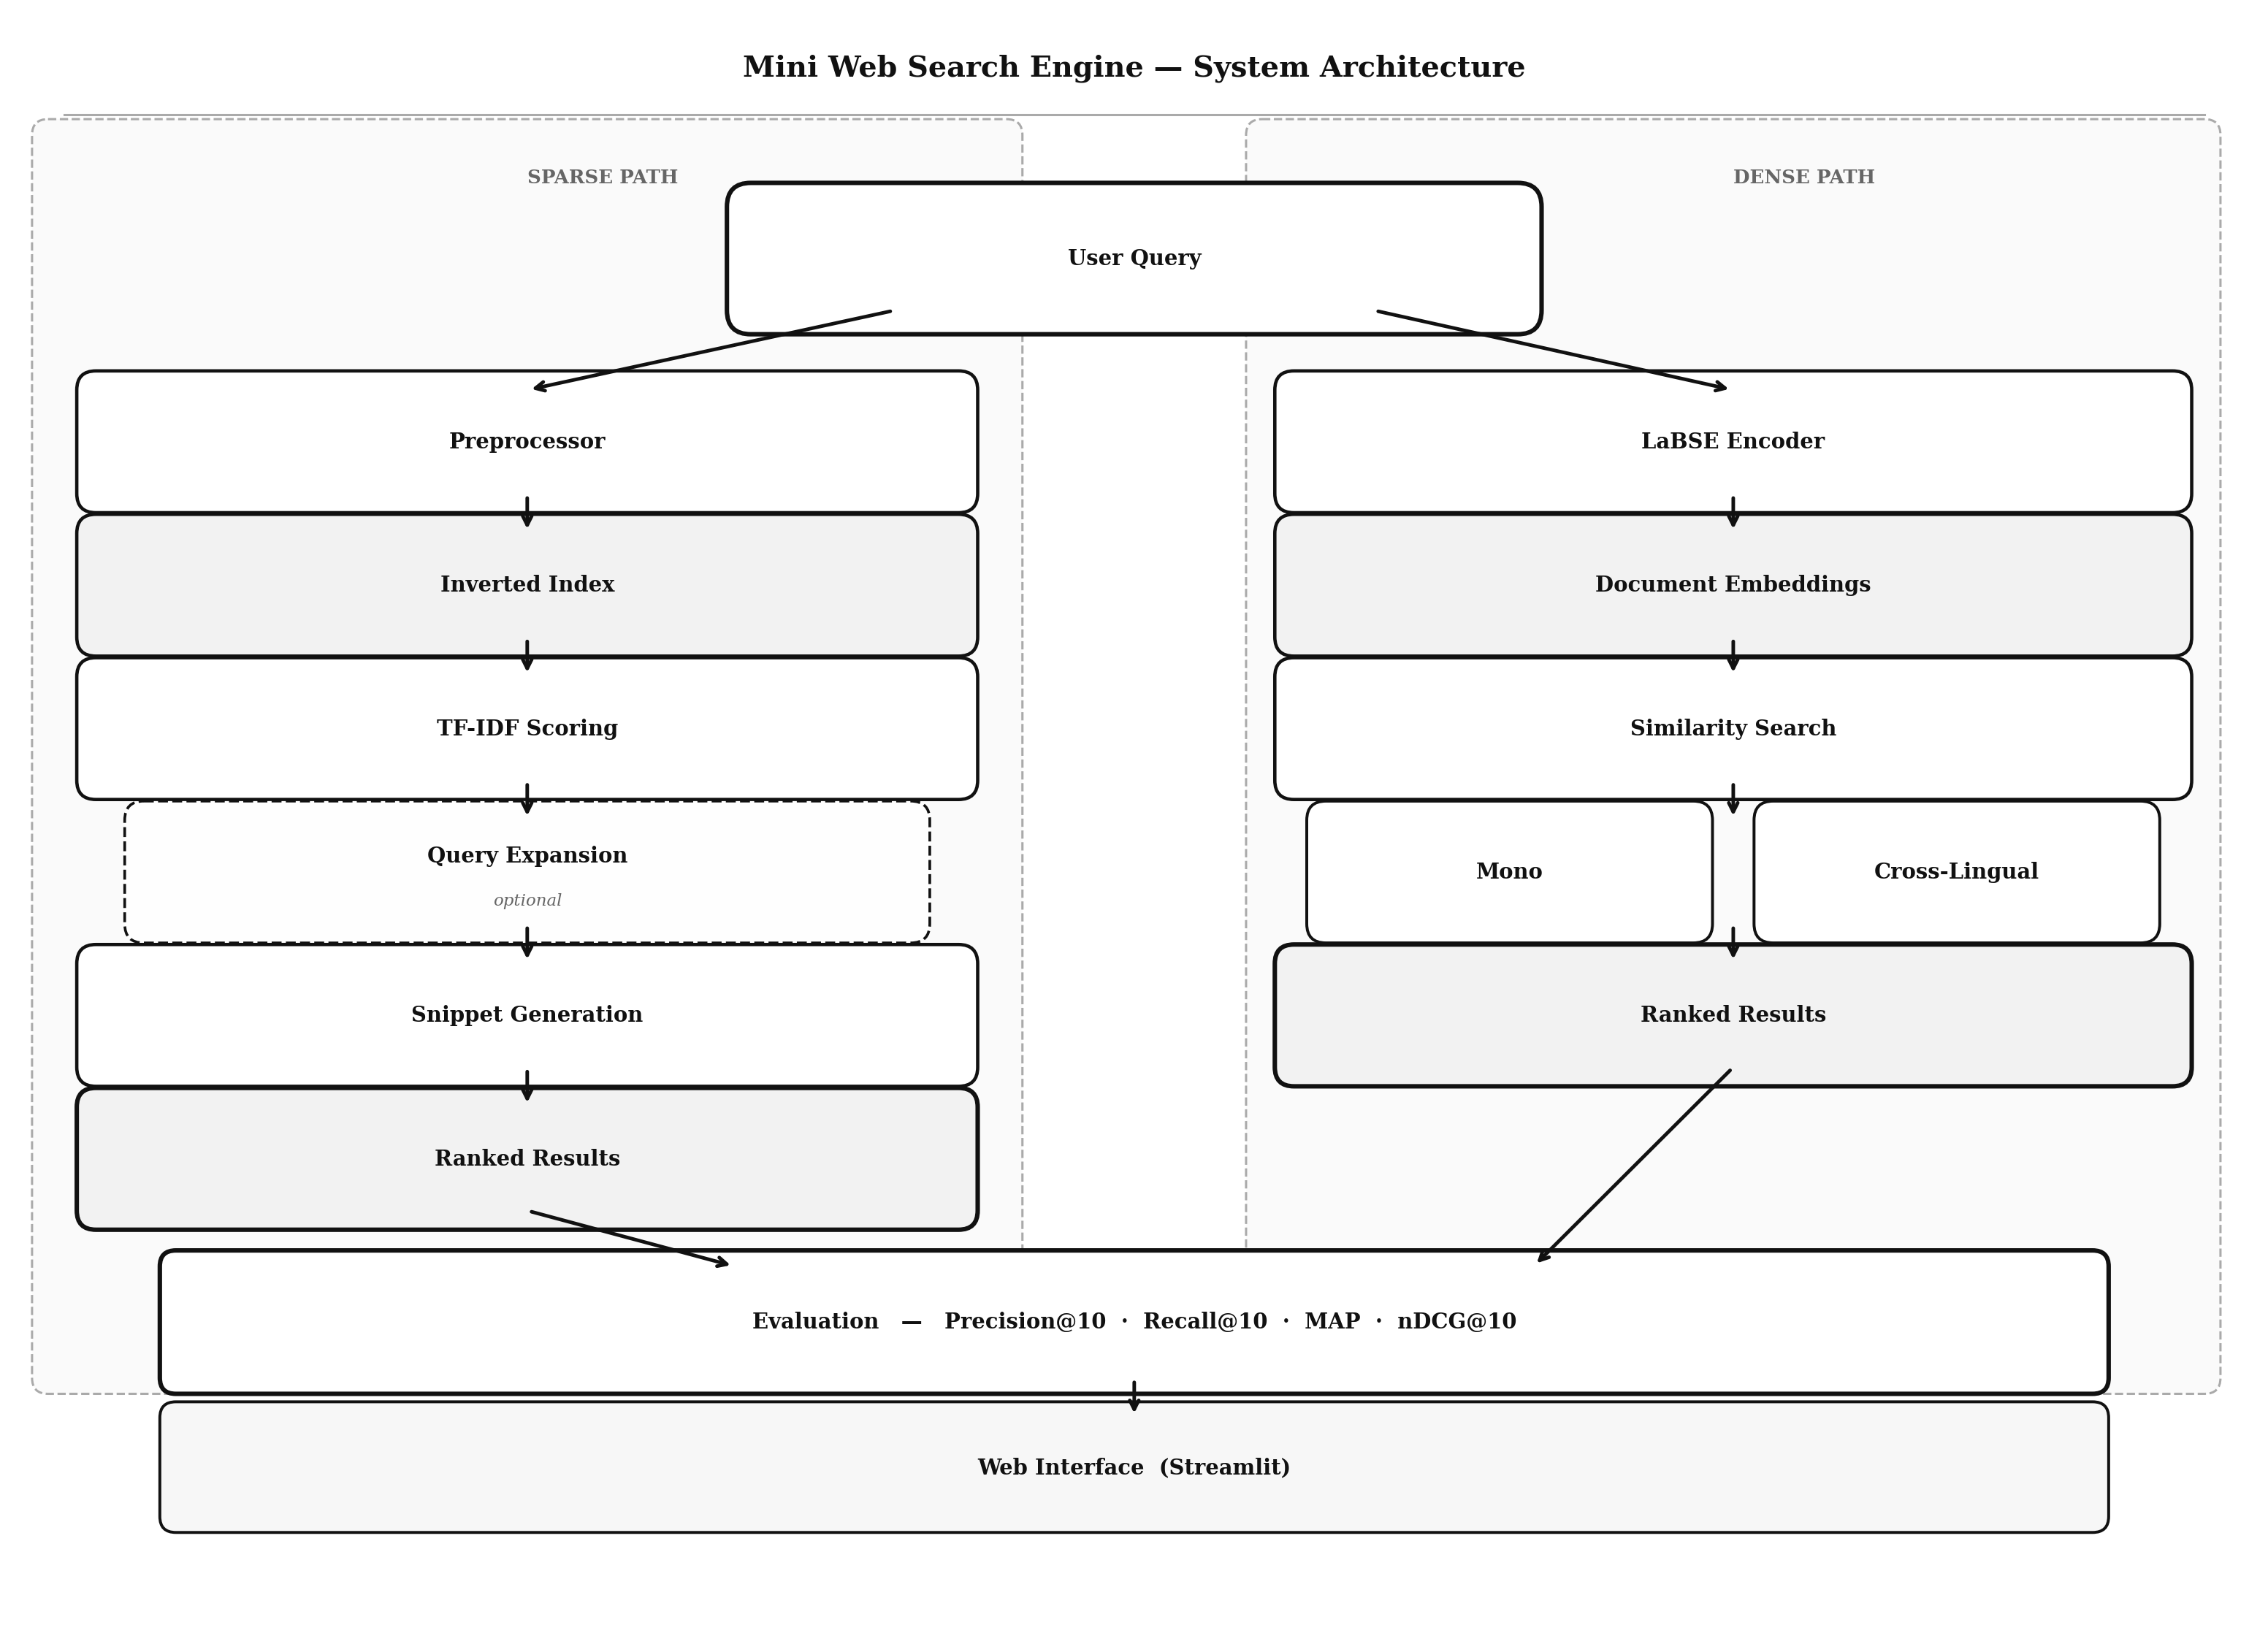 Mini Web Search Engine — System Architecture
SPARSE PATH
DENSE PATH
User Query
Preprocessor
Inverted Index
TF-IDF Scoring
Query Expansion
optional
Snippet Generation
Ranked Results
LaBSE Encoder
Document Embeddings
Similarity Search
Mono
Cross-Lingual
Ranked Results
Evaluation — Precision@10 · Recall@10 · MAP · nDCG@10
Web Interface (Streamlit)